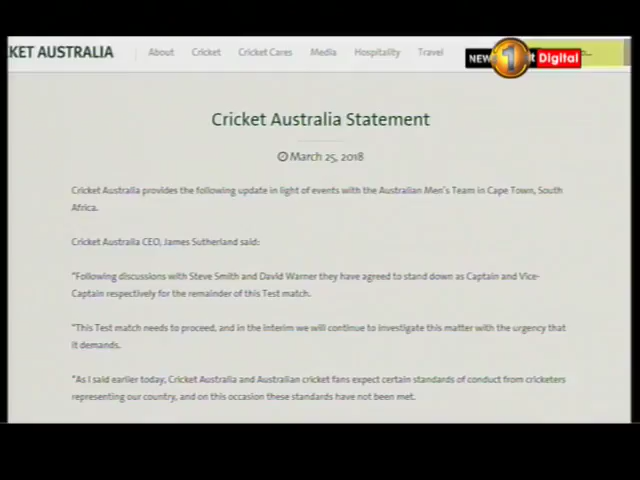 KET AUSTRALIA
About Cricket Cricket Cares Media Hospitality Travel
NEW 1 t Digital
Cricket Australia Statement
March 25, 2018
Cricket Australia provides the following update in light of events with the Australian Men's Team in Cape Town, South
Africa.
Cricket Australia CEO, James Sutherland said:
"Following discussions with Steve Smith and David Warner they have agreed to stand down as Captain and Vice-
Captain respectively for the remainder of this Test match.
"This Test match needs to proceed, and in the interim we will continue to investigate this matter with the urgency that
it demands.
"As I said earlier today, Cricket Australia and Australian cricket fans expect certain standards of conduct from cricketers
representing our country, and on this occasion these standards have not been met.